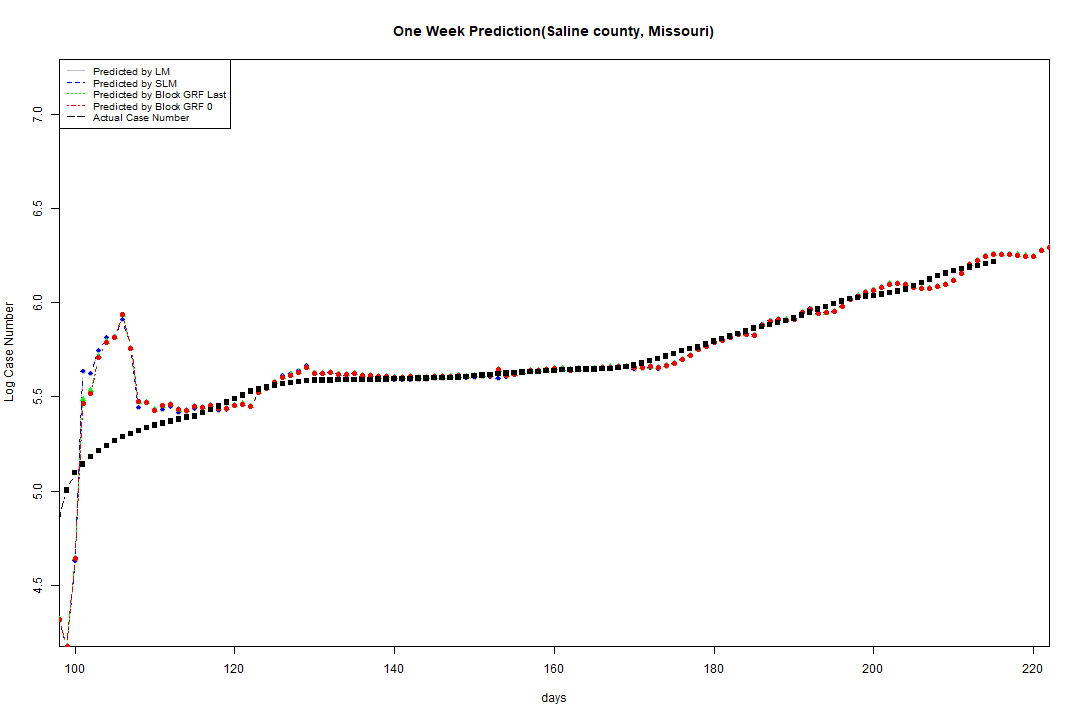 One Week Prediction(Saline county, Missouri)
Predicted by LM
Predicted by SLM
Predicted by Block GRF Last
Predicted by Block GRF 0
Actual Case Number
Log Case Number
7.0
6.5
6.0
5.5
5.0
4.5
100 120 140 160 180 200 220
days